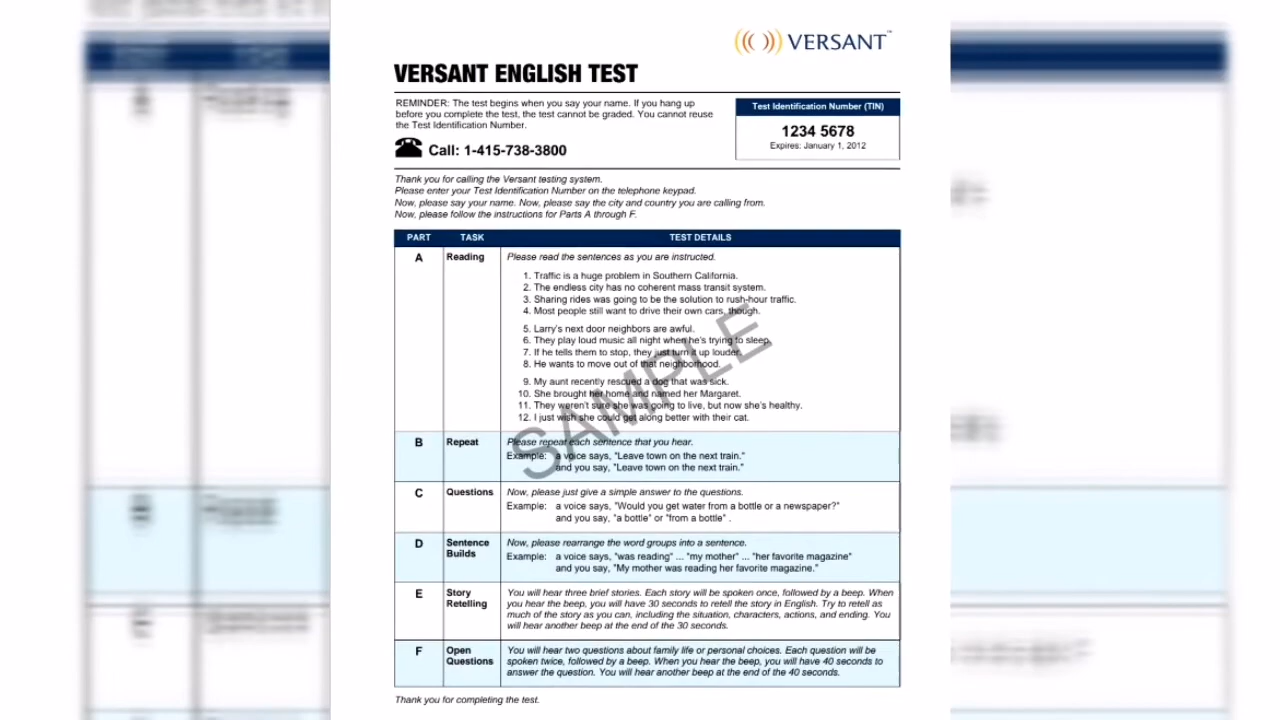 VERSANT™
VERSANT ENGLISH TEST
REMINDER: The test begins when you say your name. If you hang up
before you complete the test, the test cannot be graded. You cannot reuse
the Test Identification Number.
Call: 1-415-738-3800
Test Identification Number (TIN)
1234 5678
Expires: January 1, 2012
Thank you for calling the Versant testing system.
Please enter your Test Identification Number on the telephone keypad.
Now, please say your name. Now, please say the city and country you are calling from.
Now, please follow the instructions for Parts A through F.
PART TASK TEST DETAILS
A Reading Please read the sentences as you are instructed.
1. Traffic is a huge problem in Southern California.
2. The endless city has no coherent mass transit system.
3. Sharing rides was going to be the solution to rush-hour traffic.
4. Most people still want to drive their own cars, though.
5. Larry's next door neighbors are awful.
6. They play loud music all night when he's trying to sleep.
7. If he tells them to stop, they just turn it up louder.
8. He wants to move out of that neighborhood.
9. My aunt recently rescued a dog that was sick.
10. She brought her home and named her Margaret.
11. They weren't sure she was going to live, but now she's healthy.
12. I just wish she could get along better with their cat.
SAMPLE
B Repeat Please repeat each sentence that you hear.
Example: a voice says, "Leave town on the next train."
and you say, "Leave town on the next train."
C Questions Now, please just give a simple answer to the questions.
Example: a voice says, "Would you get water from a bottle or a newspaper?"
and you say, "a bottle" or "from a bottle" .
D Sentence Builds Now, please rearrange the word groups into a sentence.
Example: a voice says, "was reading" ... "my mother" ... "her favorite magazine"
and you say, "My mother was reading her favorite magazine."
E Story Retelling You will hear three brief stories. Each story will be spoken once, followed by a beep. When
you hear the beep, you will have 30 seconds to retell the story in English. Try to retell as
much of the story as you can, including the situation, characters, actions, and ending. You
will hear another beep at the end of the 30 seconds.
F Open Questions You will hear two questions about family life or personal choices. Each question will be
spoken twice, followed by a beep. When you hear the beep, you will have 40 seconds to
answer the question. You will hear another beep at the end of the 40 seconds.
Thank you for completing the test.